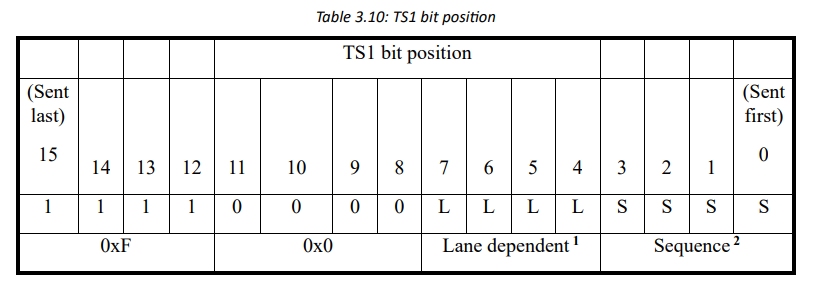 Table 3.10: TS1 bit position
TS1 bit position
(Sent last) 15 14 13 12 11 10 9 8 7 6 5 4 3 2 1 (Sent first) 0
1 1 1 1 0 0 0 0 L L L L S S S S
0xF 0x0 Lane dependent 1 Sequence 2